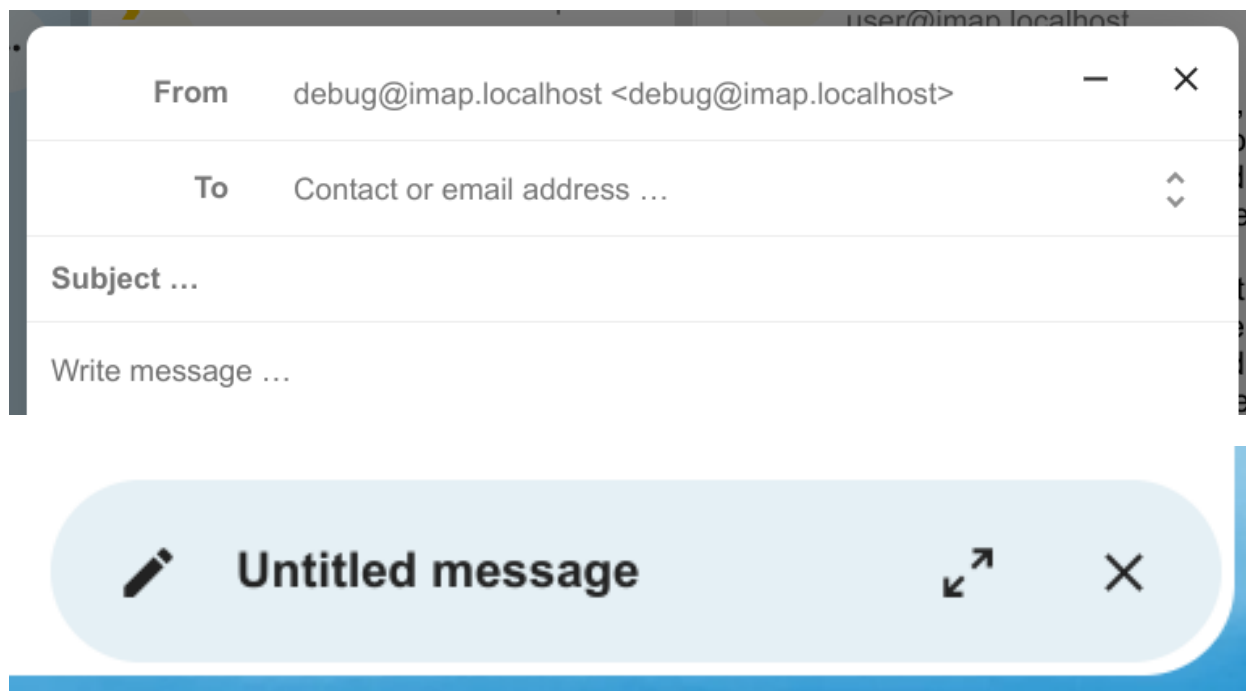 user@imap.localhost
From debug@imap.localhost <debug@imap.localhost>
To Contact or email address …
Subject …
Write message …
Untitled message